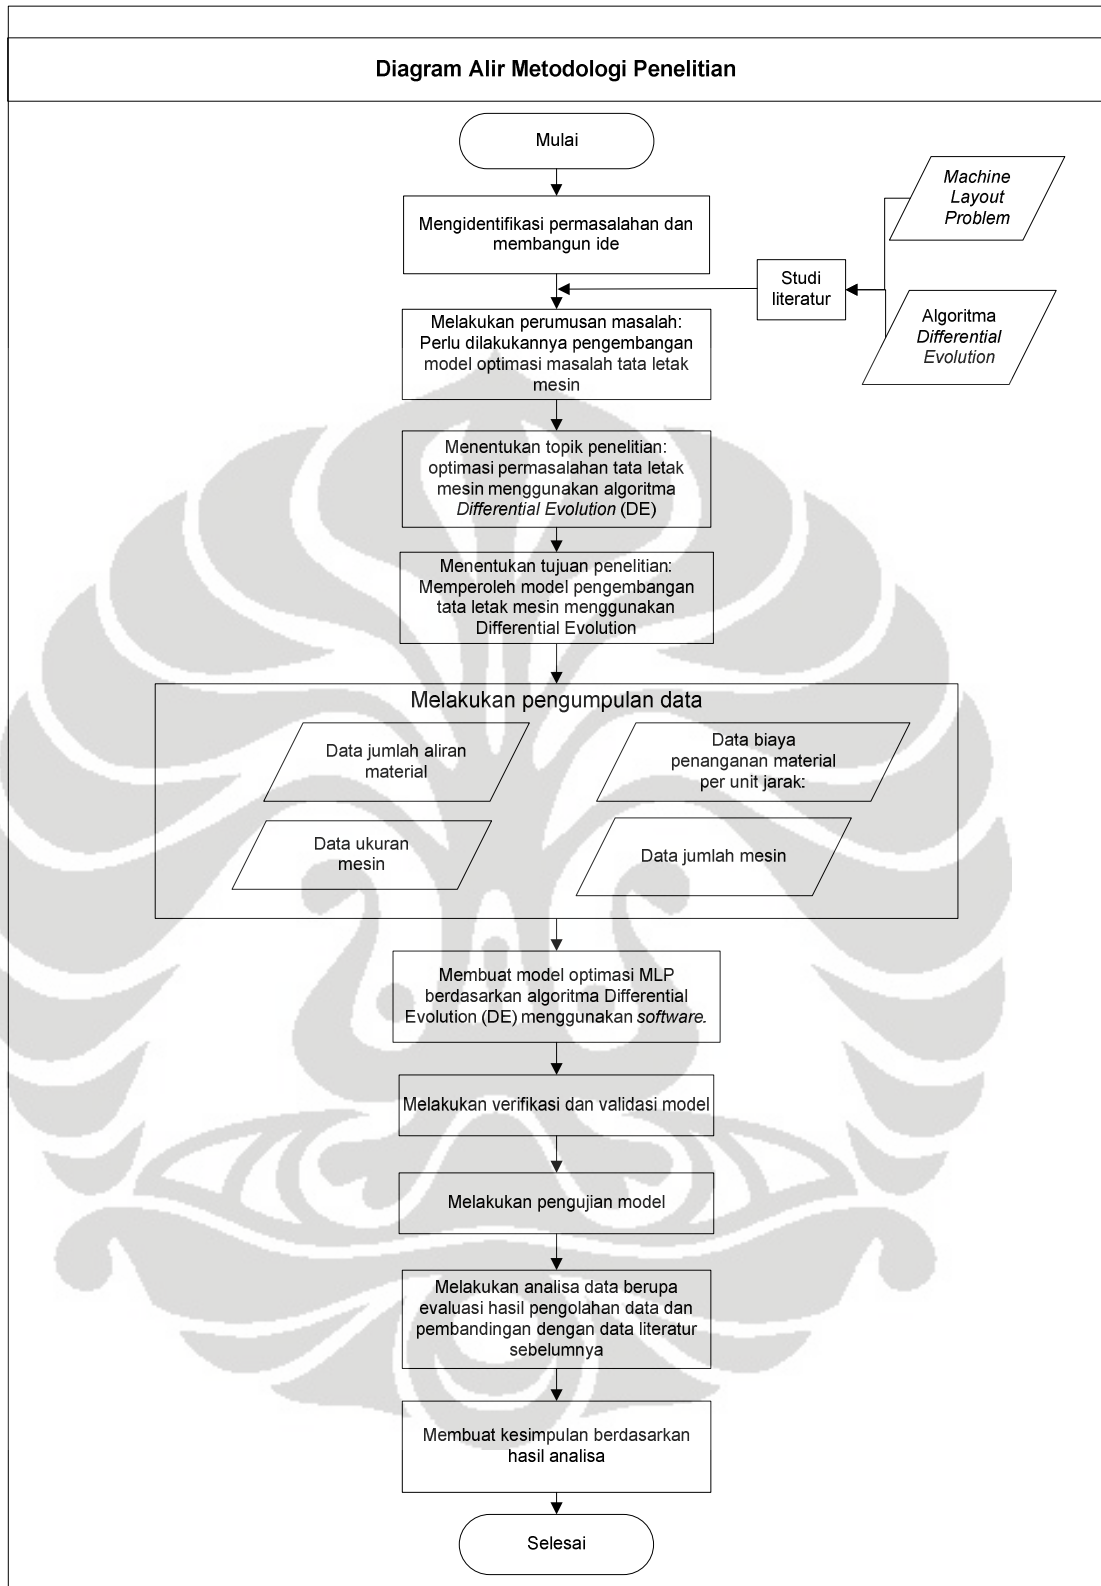 Diagram Alir Metodologi Penelitian
Mulai
Mengidentifikasi permasalahan dan
membangun ide
Machine
Layout
Problem
Studi
literatur
Algoritma
Differential
Evolution
Melakukan perumusan masalah:
Perlu dilakukannya pengembangan
model optimasi masalah tata letak
mesin
Menentukan topik penelitian:
optimasi permasalahan tata letak
mesin menggunakan algoritma
Differential Evolution (DE)
Menentukan tujuan penelitian:
Memperoleh model pengembangan
tata letak mesin menggunakan
Differential Evolution
Melakukan pengumpulan data
Data jumlah aliran
material
Data biaya
penanganan material
per unit jarak:
Data ukuran
mesin
Data jumlah mesin
Membuat model optimasi MLP
berdasarkan algoritma Differential
Evolution (DE) menggunakan software.
Melakukan verifikasi dan validasi model
Melakukan pengujian model
Melakukan analisa data berupa
evaluasi hasil pengolahan data dan
pembandingan dengan data literatur
sebelumnya
Membuat kesimpulan berdasarkan
hasil analisa
Selesai